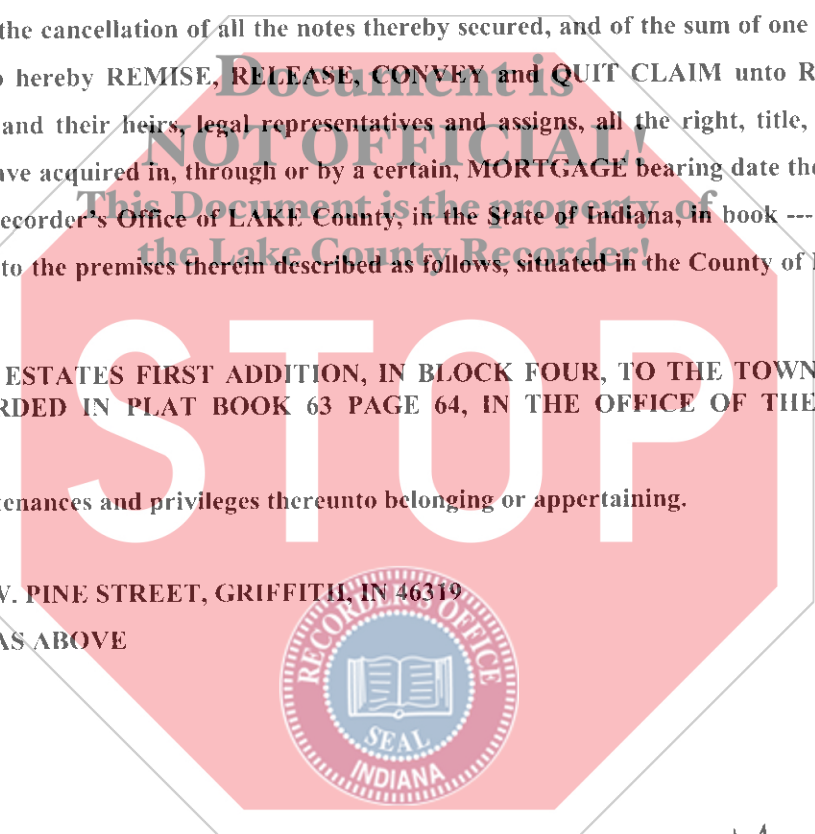 the cancellation of all the notes thereby secured, and of the sum of one
Document is
hereby REMISE, RELEASE, CONVEY and QUIT CLAIM unto R
and their heirs, legal representatives and assigns, all the right, title,
NOT OFFICIAL!
ave acquired in, through or by a certain, MORTGAGE bearing date the
This Document is the property of
ecorder's Office of LAKE County, in the State of Indiana, in book ---
the Lake County Recorder!
to the premises therein described as follows, situated in the County of
ESTATES FIRST ADDITION, IN BLOCK FOUR, TO THE TOWN
RDED IN PLAT BOOK 63 PAGE 64, IN THE OFFICE OF THE
STOP
tenances and privileges thereunto belonging or appertaining.
W. PINE STREET, GRIFFITH, IN 46319
AS ABOVE
RECORDER'S OFFICE
SEAL
INDIANA